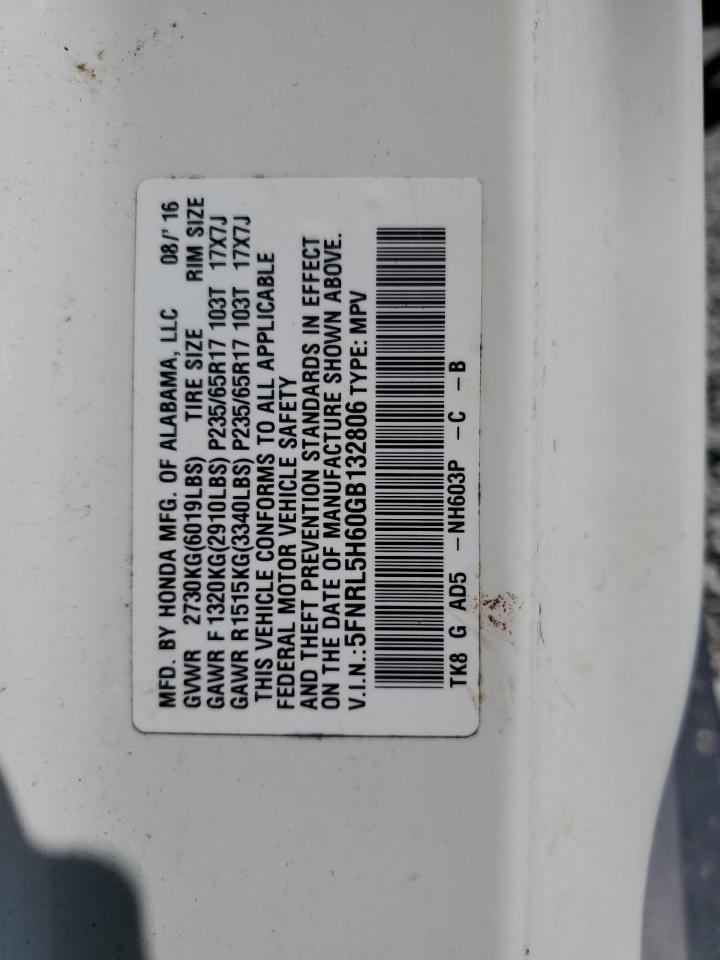 MFD. BY HONDA MFG. OF ALABAMA, LLC 08/'16
GVWR 2730KG(6019LBS) TIRE SIZE RIM SIZE
GAWR F 1320KG(2910LBS) P235/65R17 103T 17X7J
GAWR R1515KG(3340LBS) P235/65R17 103T 17X7J
THIS VEHICLE CONFORMS TO ALL APPLICABLE
FEDERAL MOTOR VEHICLE SAFETY
AND THEFT PREVENTION STANDARDS IN EFFECT
ON THE DATE OF MANUFACTURE SHOWN ABOVE.
V.I.N.:5FNRL5H60GB132806 TYPE: MPV
TK8 G AD5 -NH603P -C -B